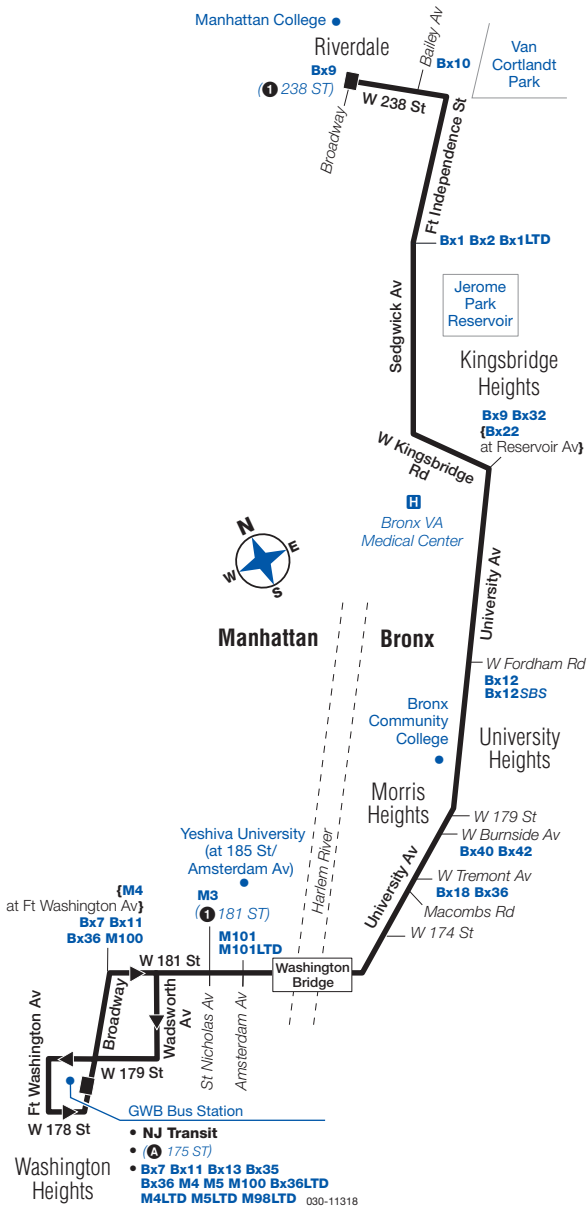 Manhattan College
Riverdale
Bx9
(1 238 ST)
Broadway
W 238 St
Bailey Av
Bx10
Van
Cortlandt
Park
Ft Independence St
Bx1 Bx2 Bx1LTD
Sedgwick Av
Jerome
Park
Reservoir
Kingsbridge
Heights
Bx9 Bx32
{Bx22
at Reservoir Av}
W Kingsbridge
Rd
H
Bronx VA
Medical Center
N
E
W
S
University Av
Manhattan
Bronx
W Fordham Rd
Bx12
Bx12SBS
Bronx
Community
College
University
Heights
Morris
Heights
W 179 St
W Burnside Av
Bx40 Bx42
W Tremont Av
Bx18 Bx36
Macombs Rd
W 174 St
University Av
Harlem River
Yeshiva University
(at 185 St/
Amsterdam Av)
{M4
at Ft Washington Av}
Bx7 Bx11
Bx36 M100
M3
(1 181 ST)
M101
M101LTD
W 181 St
Washington
Bridge
Broadway
Wadsworth
Av
St Nicholas Av
Amsterdam Av
Ft Washington Av
W 179 St
W 178 St
GWB Bus Station
• NJ Transit
• (A 175 ST)
• Bx7 Bx11 Bx13 Bx35
Bx36 M4 M5 M100 Bx36LTD
M4LTD M5LTD M98LTD
Washington
Heights
030-11318